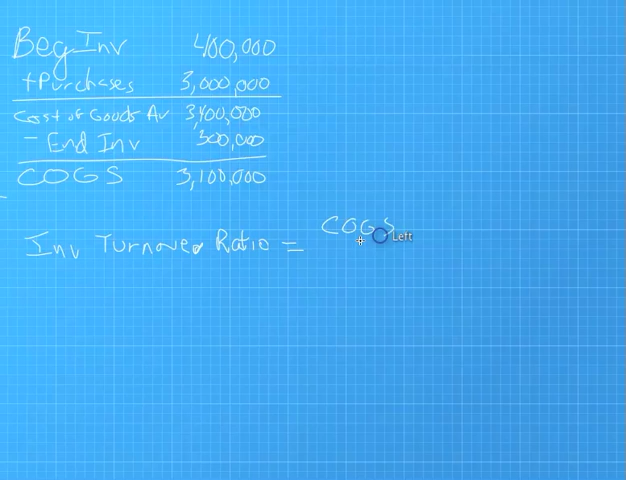 Beg Inv 400,000
+Purchases 3,000,000
Cost of Goods Av 3,400,000
- End Inv 300,000
COGS 3,100,000
COGS
Inv Turnover Ratio =
Left